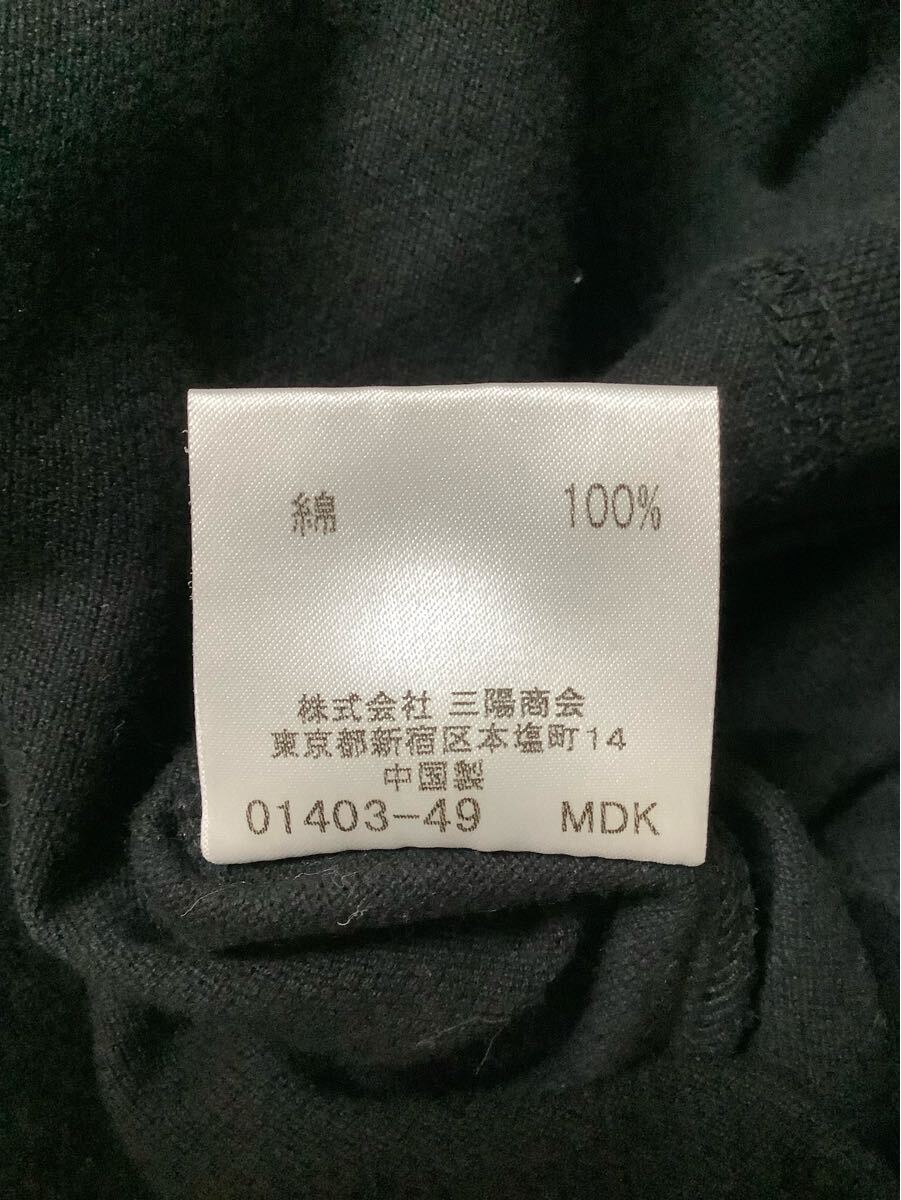 綿 100%
株式会社 三陽商会
東京都新宿区本塩町14
中国製
01403-49 MDK